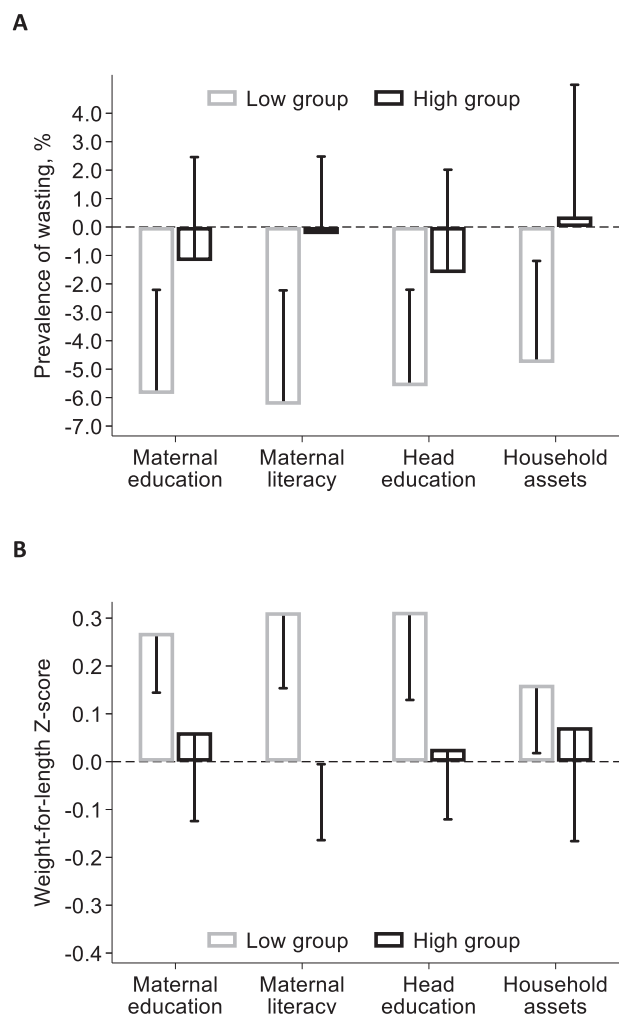 A
Low group High group
Prevalence of wasting, %
4.0
3.0
2.0
1.0
0.0
-1.0
-2.0
-3.0
-4.0
-5.0
-6.0
-7.0
Maternal education
Maternal literacy
Head education
Household assets
B
Weight-for-length Z-score
0.3
0.2
0.1
0.0
-0.1
-0.2
-0.3
-0.4
Low group High group
Maternal education
Maternal literacy
Head education
Household assets